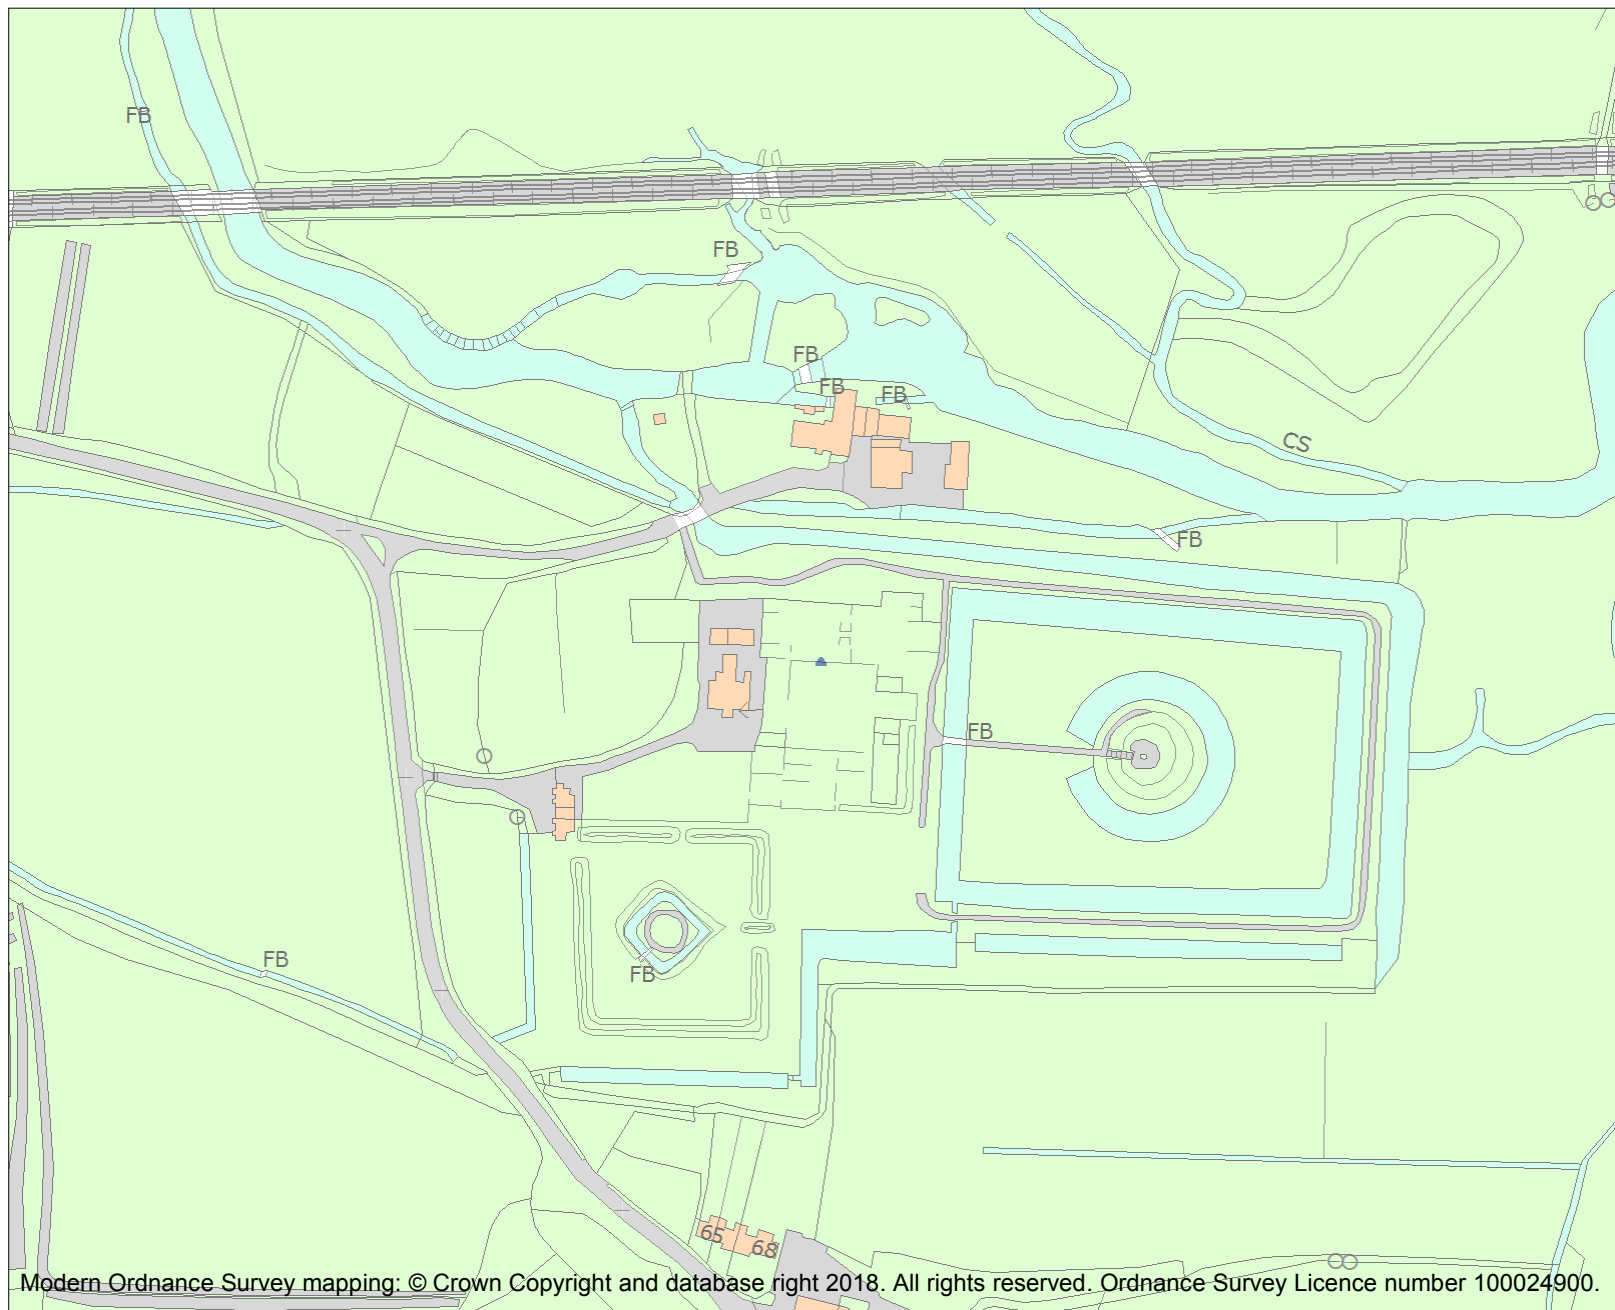 FB
FB
FB
FB
FB
CS
FB
FB
FB
FB
65
68
Modern Ordnance Survey mapping: © Crown Copyright and database right 2018. All rights reserved. Ordnance Survey Licence number 100024900.